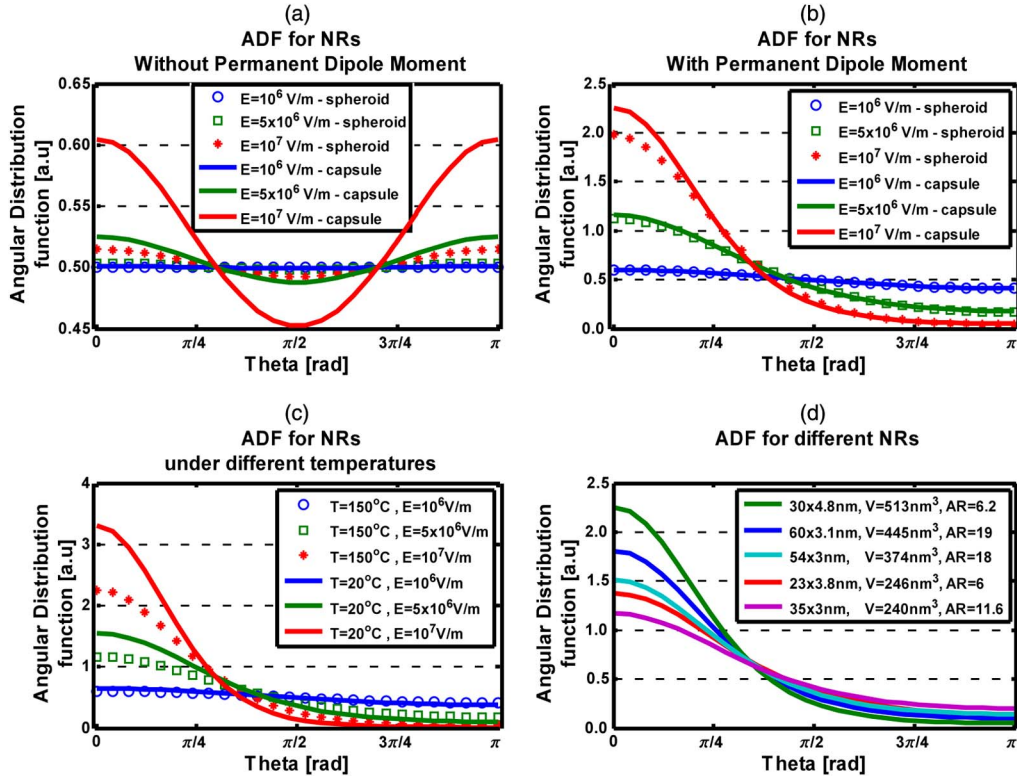 (a)
ADF for NRs
Without Permanent Dipole Moment
Angular Distribution
function [a.u]
0.65
0.60
0.55
0.50
0.45
E=10⁶ V/m - spheroid
E=5x10⁶ V/m - spheroid
E=10⁷ V/m - spheroid
E=10⁶ V/m - capsule
E=5x10⁶ V/m - capsule
E=10⁷ V/m - capsule
0 π/4 π/2 3π/4 π
Theta [rad]
(b)
ADF for NRs
With Permanent Dipole Moment
Angular Distribution
function [a.u]
2.5
2.0
1.5
1.0
0.5
0.0
E=10⁶ V/m - spheroid
E=5x10⁶ V/m - spheroid
E=10⁷ V/m - spheroid
E=10⁶ V/m - capsule
E=5x10⁶ V/m - capsule
E=10⁷ V/m - capsule
0 π/4 π/2 3π/4 π
Theta [rad]
(c)
ADF for NRs
under different temperatures
Angular Distribution
function [a.u]
4
3
2
1
0
T=150°C , E=10⁶V/m
T=150°C , E=5x10⁶V/m
T=150°C , E=10⁷V/m
T=20°C , E=10⁶V/m
T=20°C , E=5x10⁶V/m
T=20°C , E=10⁷V/m
0 π/4 π/2 3π/4 π
Theta [rad]
(d)
ADF for different NRs
Angular Distribution
function [a.u]
2.5
2.0
1.5
1.0
0.5
0.0
30x4.8nm, V=513nm³, AR=6.2
60x3.1nm, V=445nm³, AR=19
54x3nm, V=374nm³, AR=18
23x3.8nm, V=246nm³, AR=6
35x3nm, V=240nm³, AR=11.6
0 π/4 π/2 3π/4 π
Theta [rad]